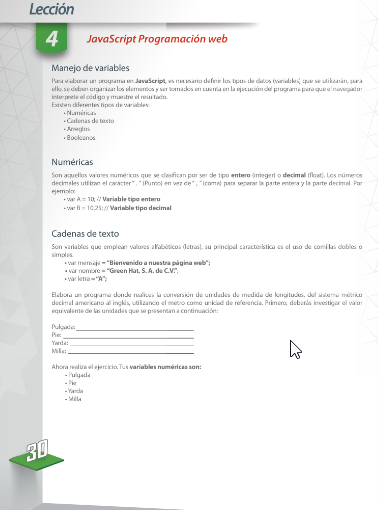 Lección
4
JavaScript Programación web
Manejo de variables
Para elaborar un programa en JavaScript, es necesario definir los tipos de datos (variables) que se utilizarán, para
ello, se deben organizar los elementos y ser tomados en cuenta en la ejecución del programa para que el navegador
interprete el código y muestre el resultado.
Existen diferentes tipos de variables:
• Numéricas
• Cadenas de texto
• Arreglos
• Booleanos
Numéricas
Son aquellos valores numéricos que se clasifican por ser de tipo entero (integer) o decimal (float). Los números
decimales utilizan el carácter " . " (Punto) en vez de " , " (coma) para separar la parte entera y la parte decimal. Por
ejemplo:
• var A = 10; // Variable tipo entero
• var B = 10.25; // Variable tipo decimal
Cadenas de texto
Son variables que emplean valores alfabéticos (letras), su principal característica es el uso de comillas dobles o
simples.
• var mensaje = "Bienvenido a nuestra página web";
• var nombre = "Green Hat, S. A. de C.V.";
• var letra = "A";
Elabora un programa donde realices la conversión de unidades de medida de longitudes, del sistema métrico
decimal americano al inglés, utilizando el metro como unidad de referencia. Primero, deberás investigar el valor
equivalente de las unidades que se presentan a continuación:
Pulgada:
Pie:
Yarda:
Milla:
Ahora realiza el ejercicio. Tus variables numéricas son:
• Pulgada
• Pie
• Yarda
• Milla
30